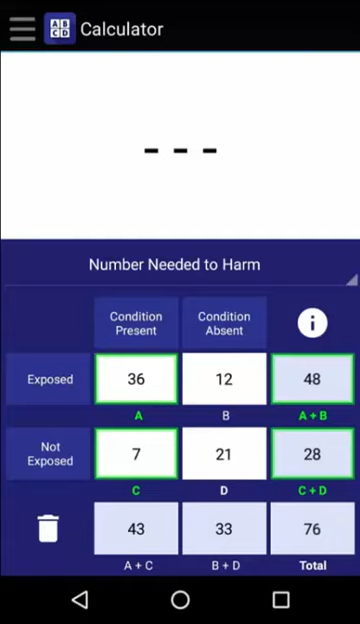 A B
C D
Calculator
---
Number Needed to Harm
Condition Present
Condition Absent
i
Exposed
36
12
48
A
B
A + B
Not Exposed
7
21
28
C
D
C + D
43
33
76
A + C
B + D
Total